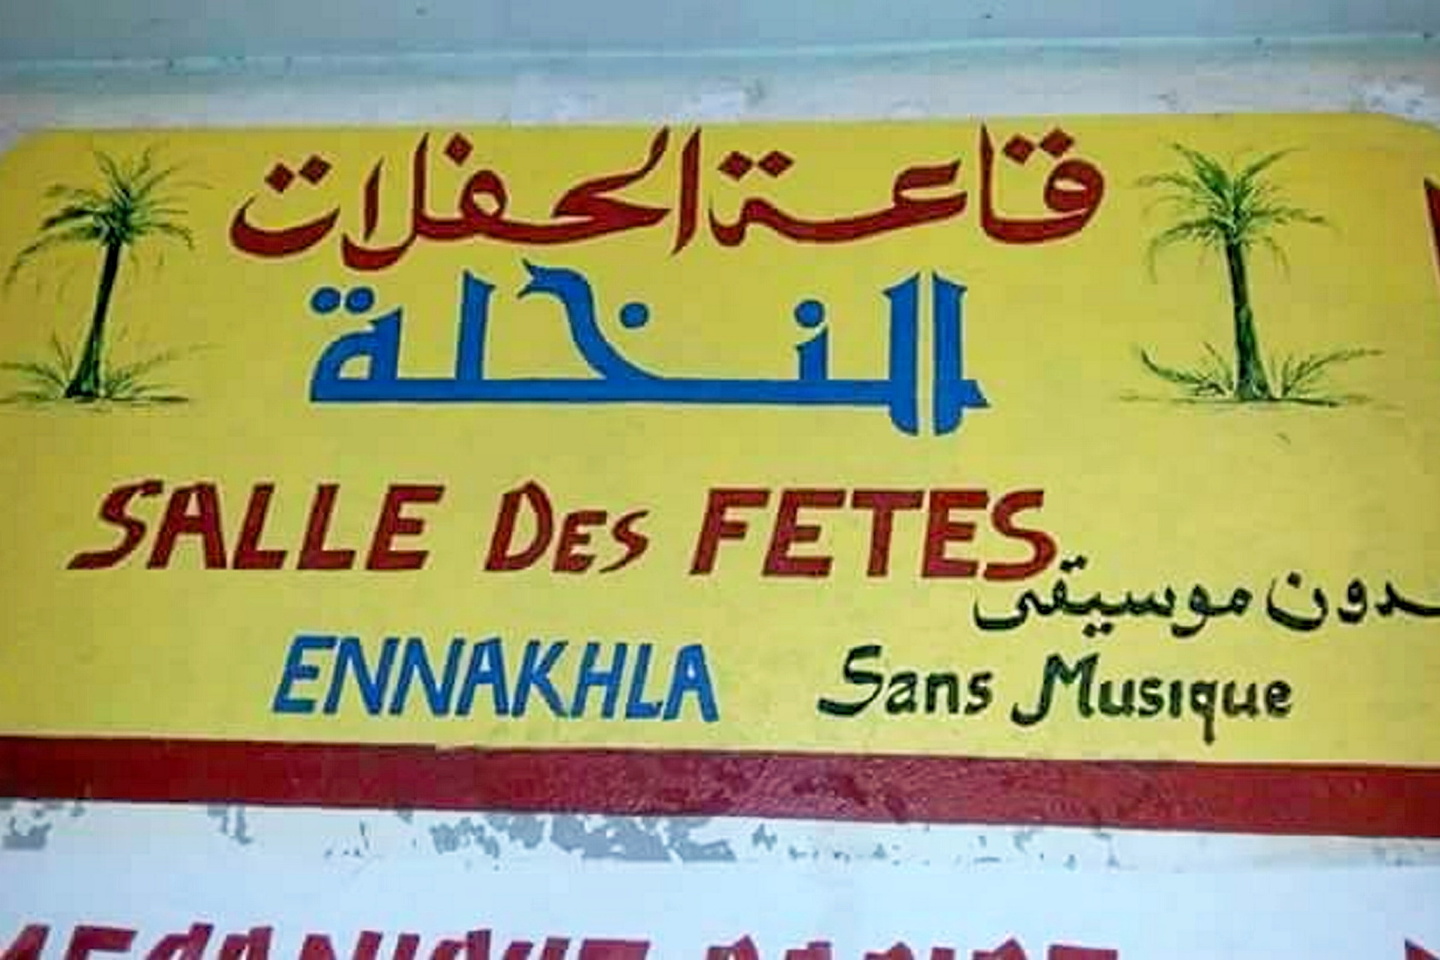 قاعة الحفلات
النخلة
SALLE DES FETES
بدون موسيقى
ENNAKHLA
Sans Musique